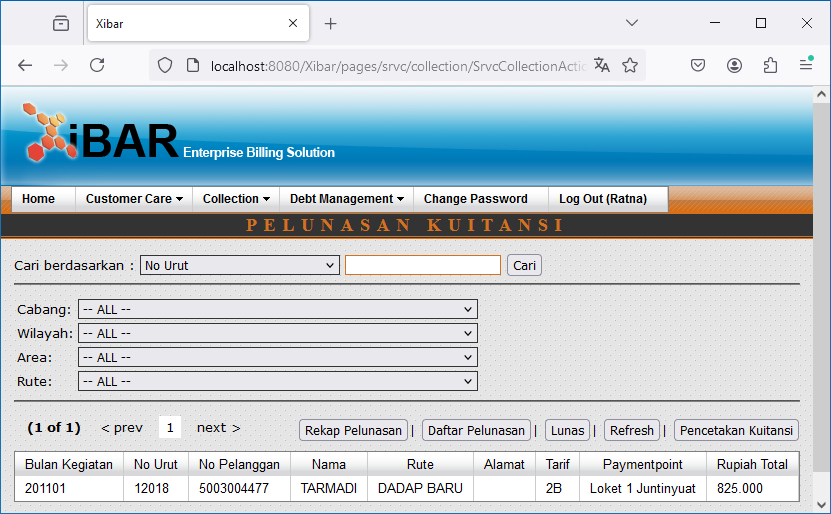 Xibar
localhost:8080/Xibar/pages/srvc/collection/SrvcCollectionActio
XiBAR Enterprise Billing Solution
Home Customer Care Collection Debt Management Change Password Log Out (Ratna)
PELUNASAN KUITANSI
Cari berdasarkan : No Urut Cari
Cabang: -- ALL --
Wilayah: -- ALL --
Area: -- ALL --
Rute: -- ALL --
(1 of 1) < prev 1 next > Rekap Pelunasan | Daftar Pelunasan | Lunas | Refresh | Pencetakan Kuitansi
Bulan Kegiatan No Urut No Pelanggan Nama Rute Alamat Tarif Paymentpoint Rupiah Total
201101 12018 5003004477 TARMADI DADAP BARU 2B Loket 1 Juntinyuat 825.000